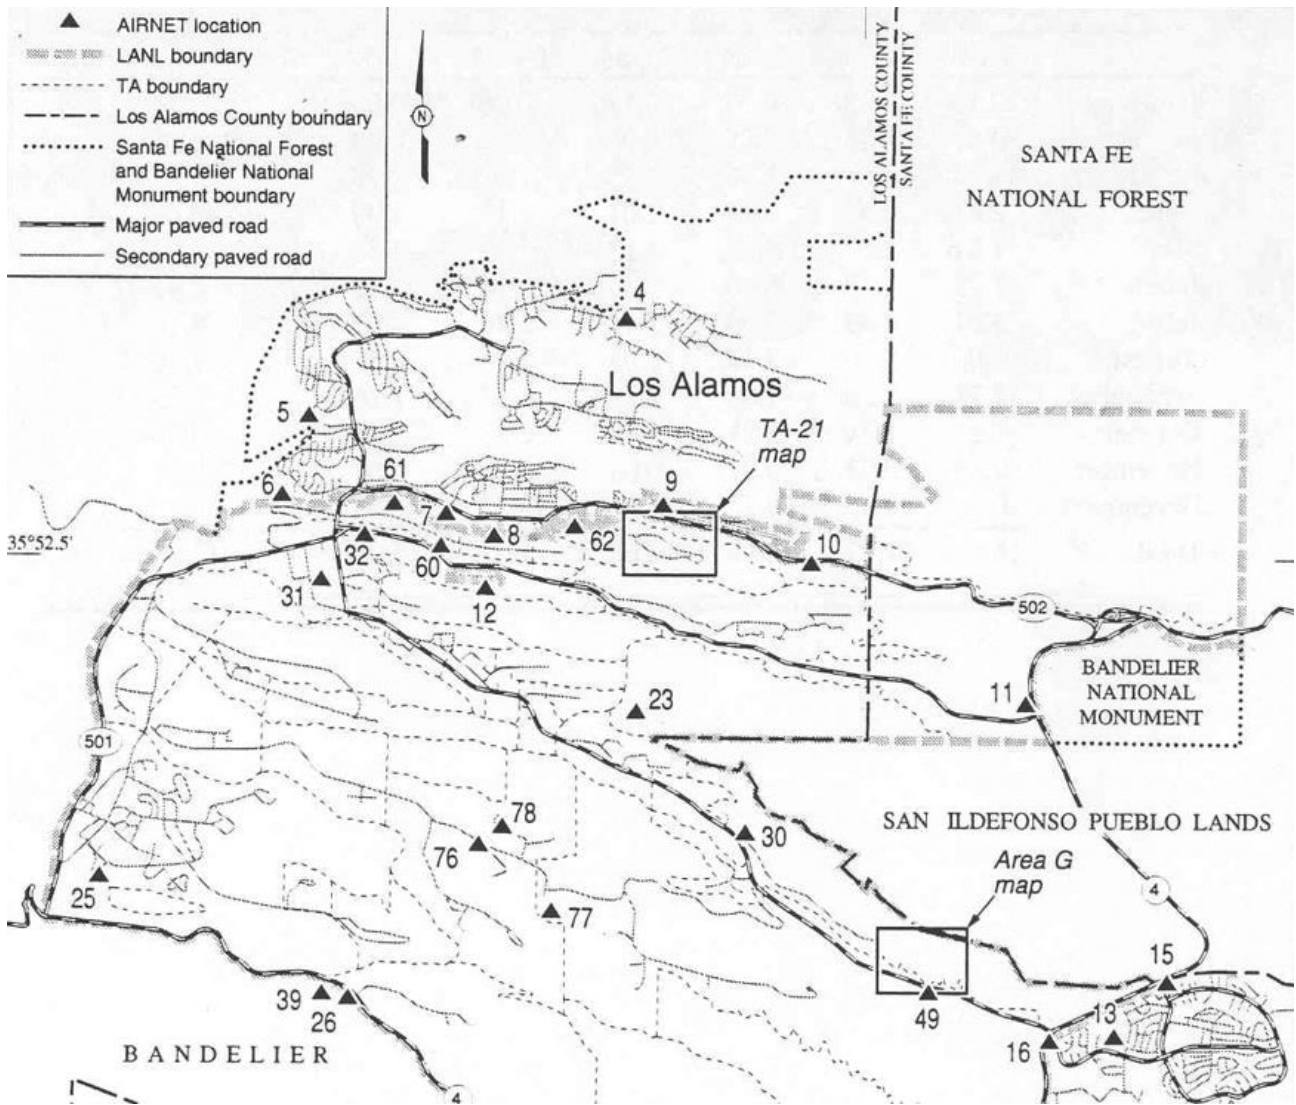 AIRNET location
LANL boundary
TA boundary
Los Alamos County boundary
Santa Fe National Forest
and Bandelier National
Monument boundary
Major paved road
Secondary paved road
N
LOS ALAMOS COUNTY
SANTA FE COUNTY
SANTA FE
NATIONAL FOREST
4
Los Alamos
5
TA-21
map
61
6
9
7
8
62
10
35°52.5'
32
60
31
12
502
BANDELIER
NATIONAL
MONUMENT
11
23
501
78
30
SAN ILDEFONSO PUEBLO LANDS
76
Area G
map
25
4
77
15
39
26
49
13
16
BANDELIER
4